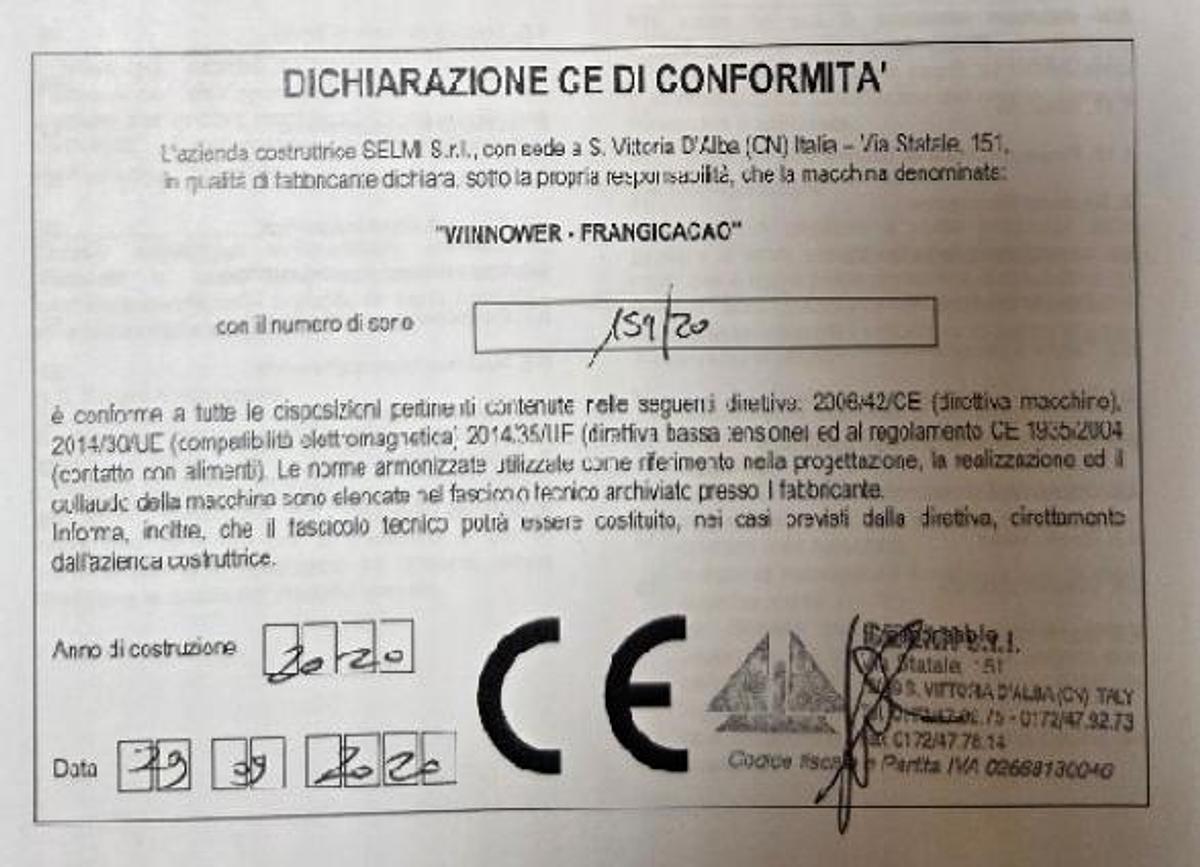 DICHIARAZIONE CE DI CONFORMITA'
L'azienda costruttrice SELMI S.r.l., con sede a S. Vittoria D'Alba (CN) Italia – Via Statale, 151,
in qualità di fabbricante dichiara, sotto la propria responsabilità, che la macchina denominata:
"WINNOWER - FRANGICACAO"
con il numero di serie 159/20
è conforme a tutte le disposizioni pertinenti contenute nelle seguenti direttive: 2006/42/CE (direttiva macchine),
2014/30/UE (compatibilità elettromagnetica) 2014/35/UE (direttiva bassa tensione) ed al regolamento CE 1935/2004
(contatto con alimenti). Le norme armonizzate utilizzate come riferimento nella progettazione, la realizzazione ed il
collaudo della macchina sono elencate nel fascicolo tecnico archiviato presso il fabbricante.
Informa, inoltre, che il fascicolo tecnico potrà essere costituito, nei casi previsti dalla direttiva, direttamente
dall'azienda costruttrice.
Anno di costruzione 2020
Data 29 09 2020
CE
S.r.l.
Via Statale, 151
S. VITTORIA D'ALBA (CN) ITALY
- 0172/47.92.73
0172/47.78.14
Codice fiscale e Partita IVA 02668130046